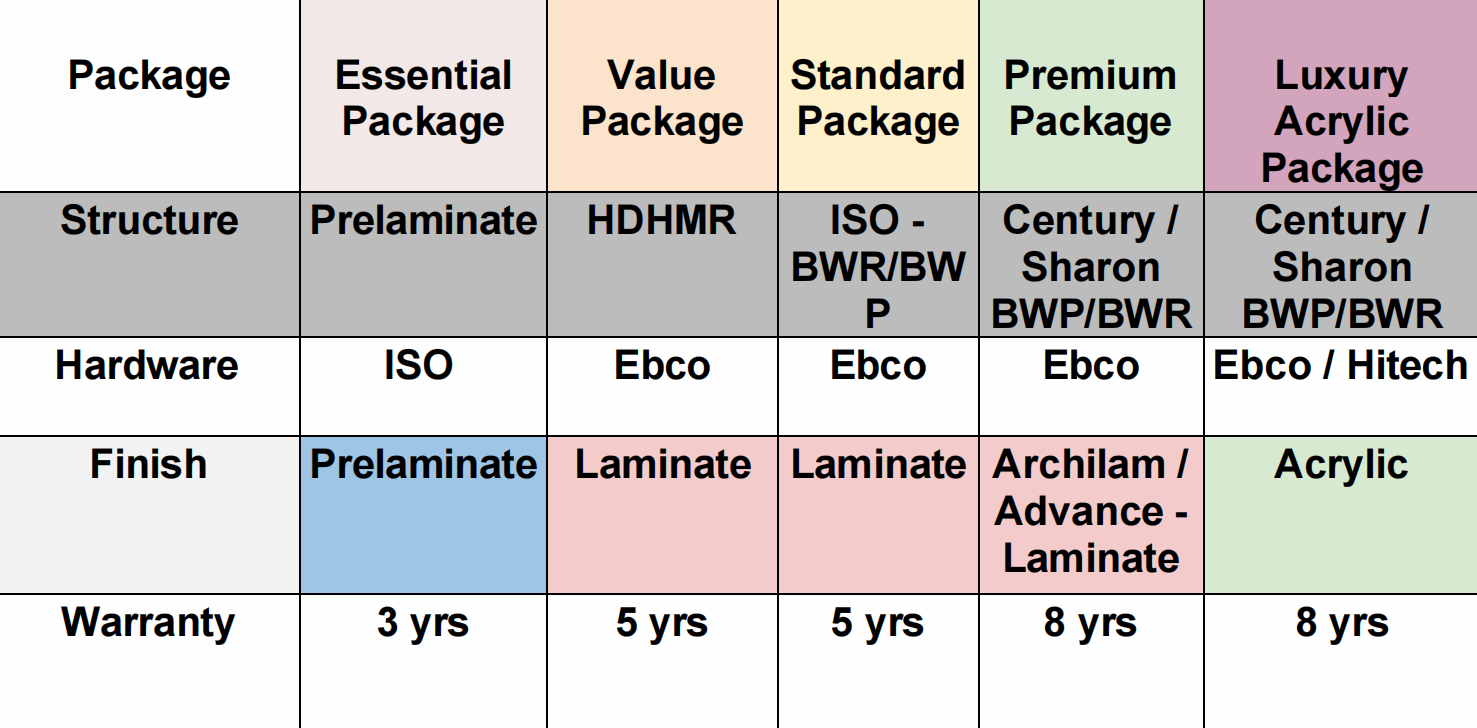 Package
Essential
Package
Value
Package
Standard
Package
Premium
Package
Luxury
Acrylic
Package
Structure
Prelaminate
HDHMR
ISO -
BWR/BW
P
Century /
Sharon
BWP/BWR
Century /
Sharon
BWP/BWR
Hardware
ISO
Ebco
Ebco
Ebco
Ebco / Hitech
Finish
Prelaminate
Laminate
Laminate
Archilam /
Advance -
Laminate
Acrylic
Warranty
3 yrs
5 yrs
5 yrs
8 yrs
8 yrs